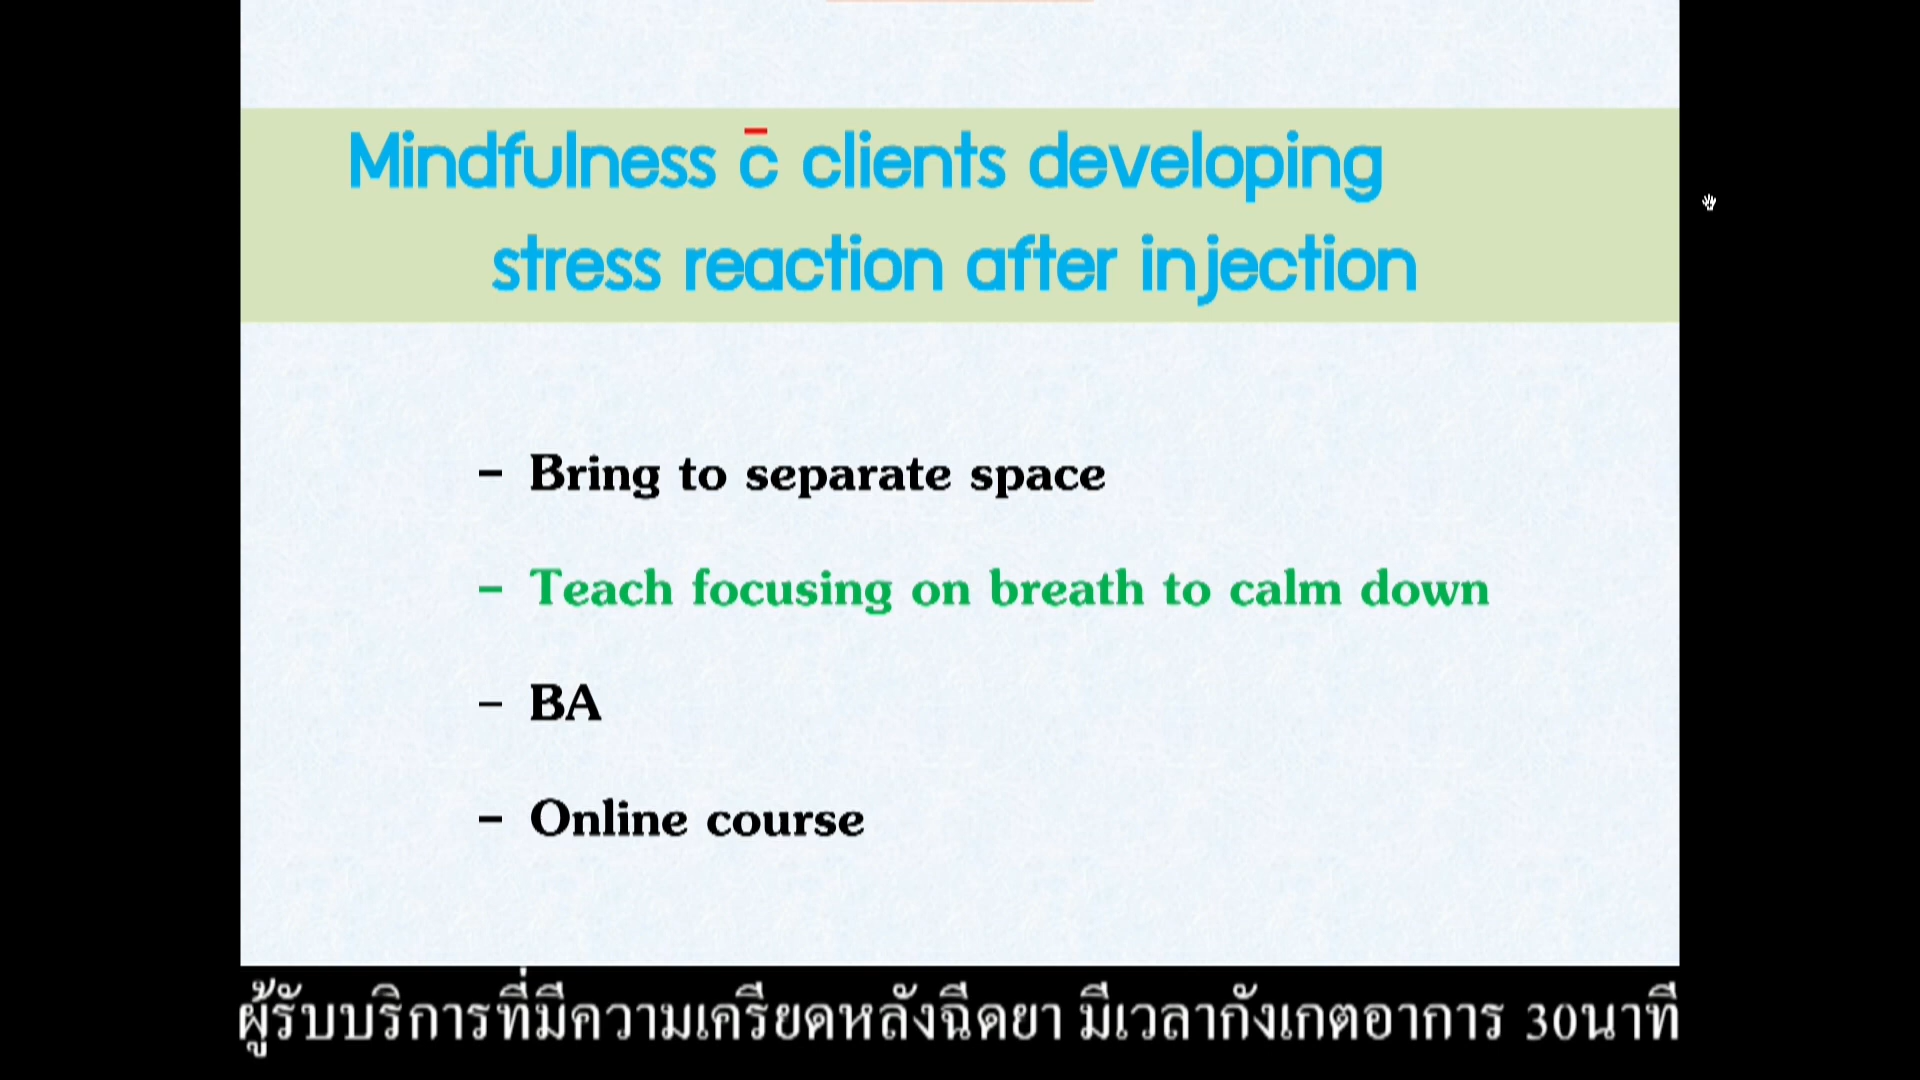 Mindfulness c̄ clients developing
stress reaction after injection
- Bring to separate space
- Teach focusing on breath to calm down
- BA
- Online course
ผู้รับบริการที่มีความเครียดหลังฉีดยา มีเวลากังเกตอาการ 30นาที